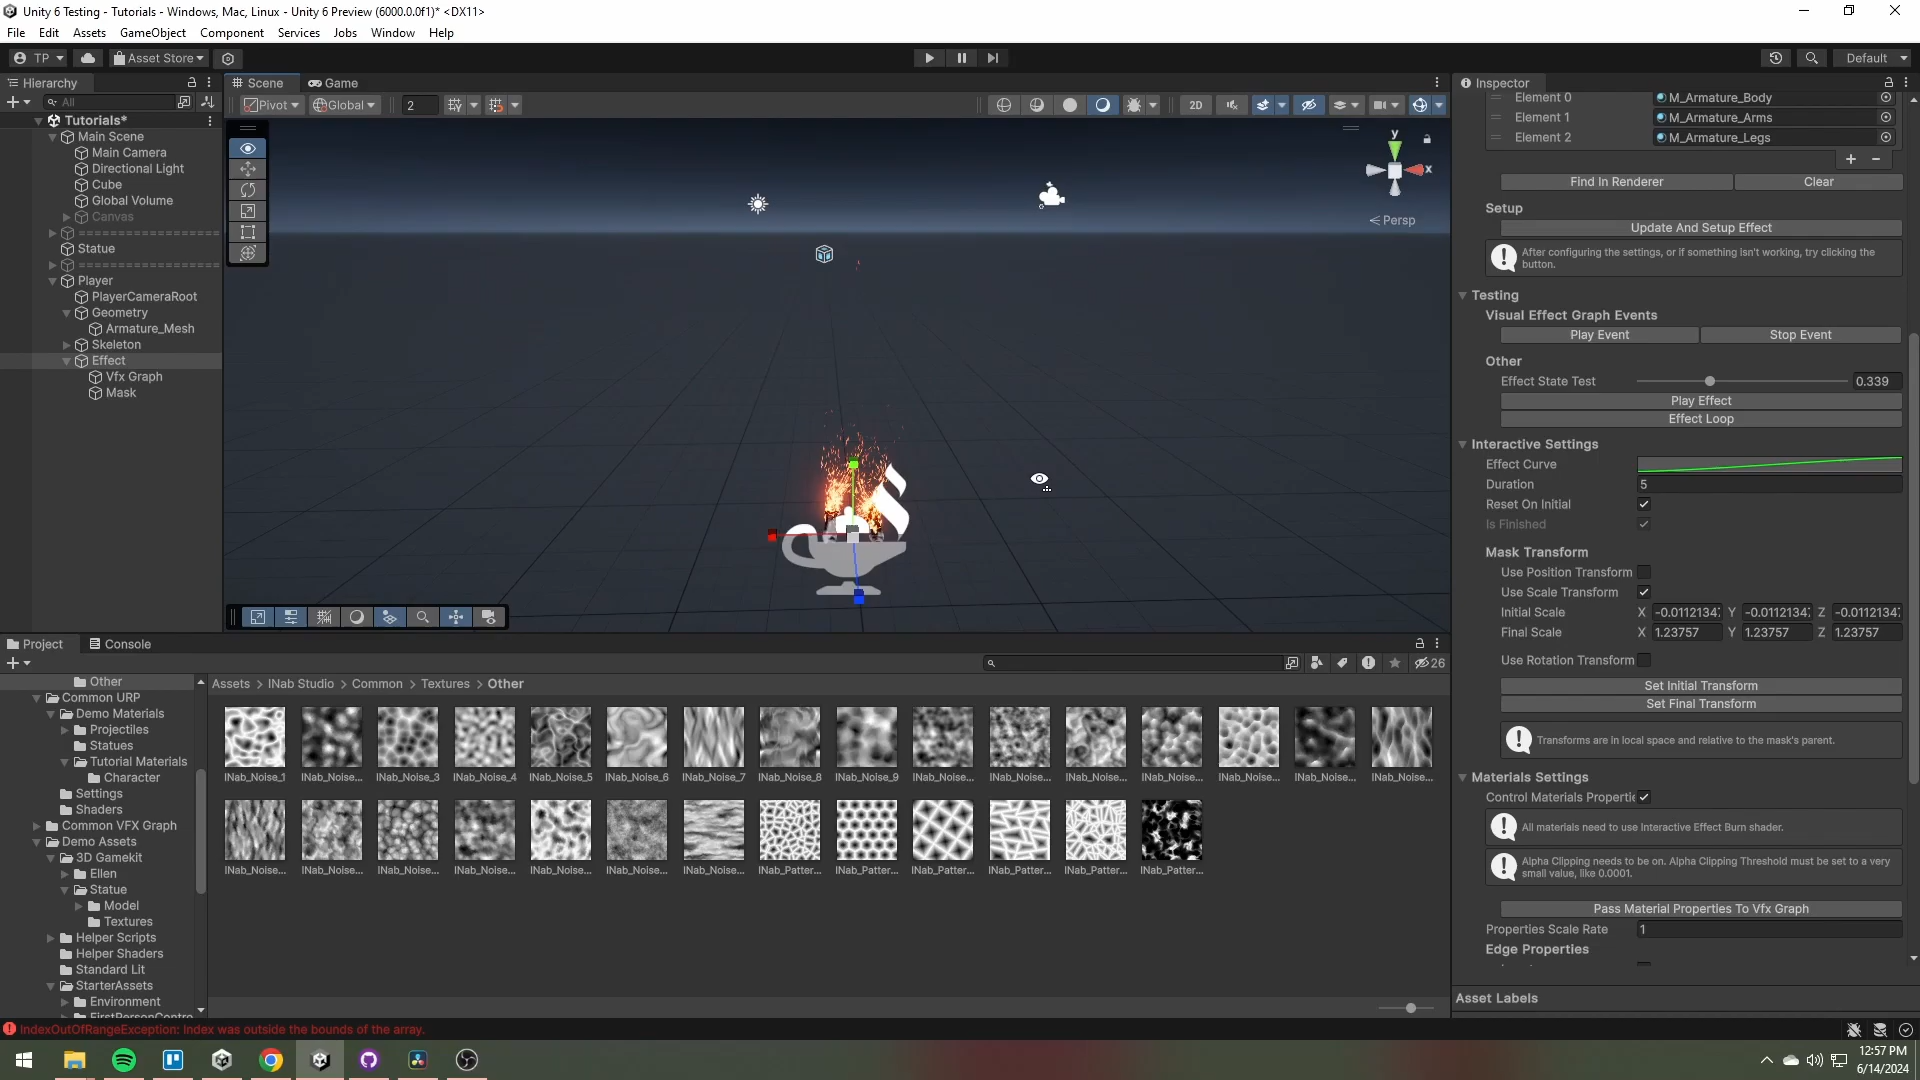 Unity 6 Testing - Tutorials - Windows, Mac, Linux - Unity 6 Preview (6000.0.0f1)* <DX11>
File Edit Assets GameObject Component Services Jobs Window Help
TP Asset Store Default
Hierarchy
All
Tutorials*
Main Scene
Main Camera
Directional Light
Cube
Global Volume
Canvas
===================
Statue
===================
Player
PlayerCameraRoot
Geometry
Armature_Mesh
Skeleton
Effect
Vfx Graph
Mask
Scene Game
Pivot Global 2 2D
y
x
< Persp
Inspector
Element 0 M_Armature_Body
Element 1 M_Armature_Arms
Element 2 M_Armature_Legs
+ -
Find In Renderer Clear
Setup
Update And Setup Effect
After configuring the settings, or if something isn't working, try clicking the
button.
Testing
Visual Effect Graph Events
Play Event Stop Event
Other
Effect State Test 0.339
Play Effect
Effect Loop
Interactive Settings
Effect Curve
Duration 5
Reset On Initial
Is Finished
Mask Transform
Use Position Transform
Use Scale Transform
Initial Scale X -0.0112134 Y -0.0112134 Z -0.0112134
Final Scale X 1.23757 Y 1.23757 Z 1.23757
Use Rotation Transform
Set Initial Transform
Set Final Transform
Transforms are in local space and relative to the mask's parent.
Materials Settings
Control Materials Properti
All materials need to use Interactive Effect Burn shader.
Alpha Clipping needs to be on. Alpha Clipping Threshold must be set to a very
small value, like 0.0001.
Pass Material Properties To Vfx Graph
Properties Scale Rate 1
Edge Properties
Asset Labels
Project Console
26
Other
Common URP
Demo Materials
Projectiles
Statues
Tutorial Materials
Character
Settings
Shaders
Common VFX Graph
Demo Assets
3D Gamekit
Ellen
Statue
Model
Textures
Helper Scripts
Helper Shaders
Standard Lit
StarterAssets
Environment
FirstPersonContro
Assets > INab Studio > Common > Textures > Other
INab_Noise_1 INab_Noise... INab_Noise_3 INab_Noise_4 INab_Noise_5 INab_Noise_6 INab_Noise_7 INab_Noise_8 INab_Noise_9 INab_Noise... INab_Noise... INab_Noise... INab_Noise... INab_Noise... INab_Noise... INab_Noise...
INab_Noise... INab_Noise... INab_Noise... INab_Noise... INab_Noise... INab_Noise... INab_Noise... INab_Patter... INab_Patter... INab_Patter... INab_Patter... INab_Patter... INab_Patter...
IndexOutOfRangeException: Index was outside the bounds of the array.
12:57 PM
6/14/2024